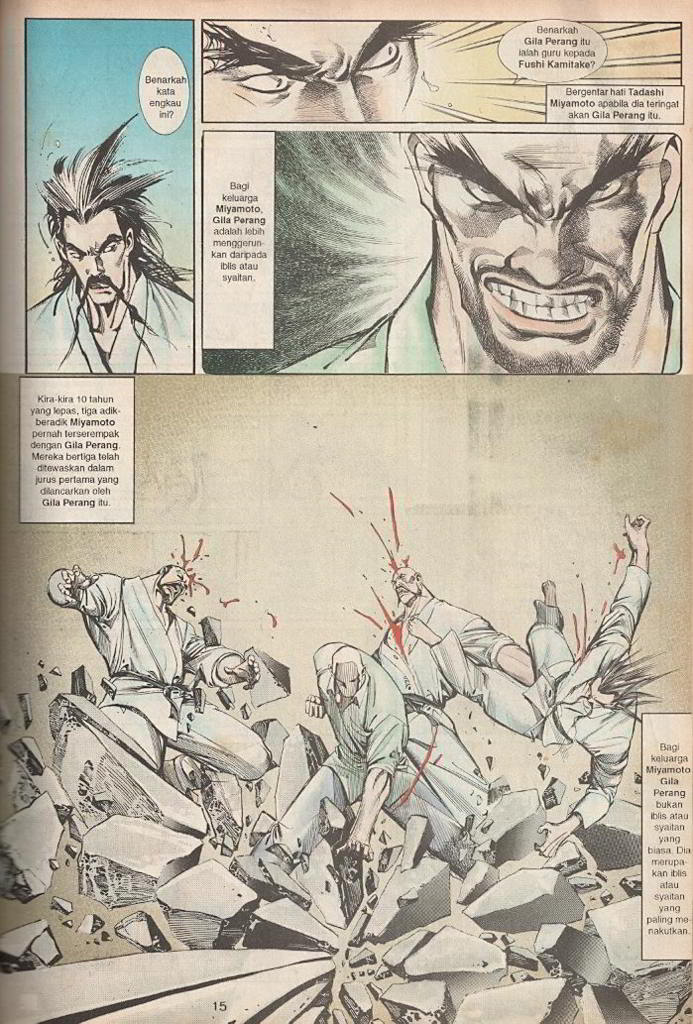 Benarkah
kata
engkau
ini?
Benarkah
Gila Perang itu
ialah guru kepada
Fushi Kamitake?
Bergentar hati Tadashi
Miyamoto apabila dia teringat
akan Gila Perang itu.
Bagi
keluarga
Miyamoto,
Gila Perang
adalah lebih
menggerun-
kan daripada
iblis atau
syaitan.
Kira-kira 10 tahun
yang lepas, tiga adik-
beradik Miyamoto
pernah terserempak
dengan Gila Perang.
Mereka bertiga telah
ditewaskan dalam
jurus pertama yang
dilancarkan oleh
Gila Perang itu.
Bagi
keluarga
Miyamoto
Gila
Perang
bukan
iblis atau
syaitan
yang
biasa. Dia
merupa-
kan iblis
atau
syaitan
yang
paling me-
nakutkan.
15